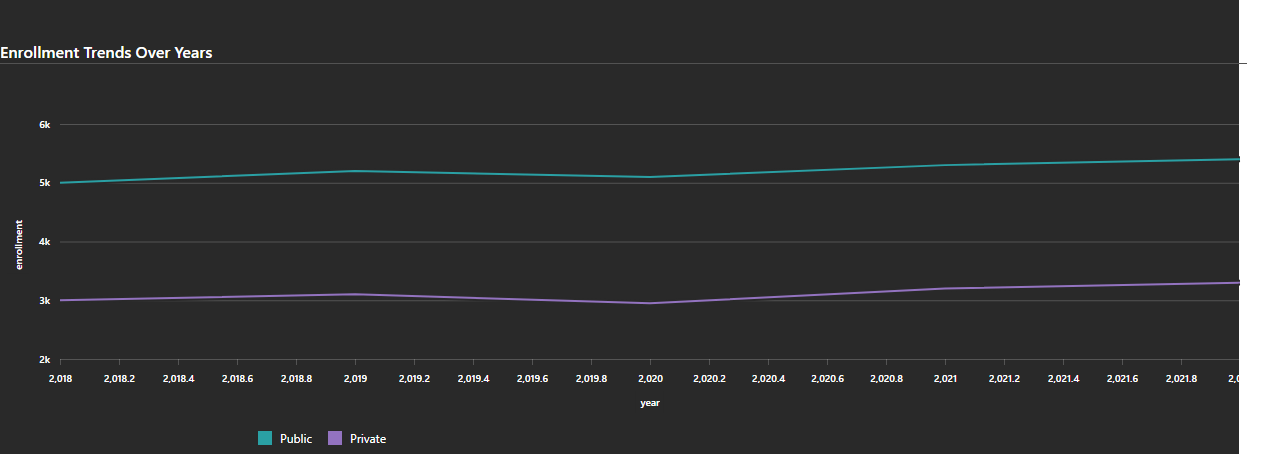 Enrollment Trends Over Years
6k
5k
4k
3k
2k
enrollment
2,018 2,018.2 2,018.4 2,018.6 2,018.8 2,019 2,019.2 2,019.4 2,019.6 2,019.8 2,020 2,020.2 2,020.4 2,020.6 2,020.8 2,021 2,021.2 2,021.4 2,021.6 2,021.8
year
Public Private